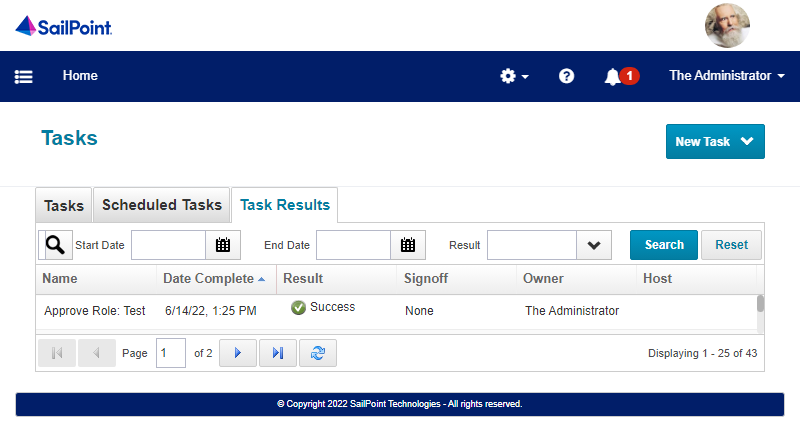 SailPoint.
Home
1
The Administrator
Tasks
New Task
Tasks Scheduled Tasks Task Results
Start Date End Date Result Search Reset
Name Date Complete Result Signoff Owner Host
Approve Role: Test 6/14/22, 1:25 PM Success None The Administrator
Page 1 of 2 Displaying 1 - 25 of 43
© Copyright 2022 SailPoint Technologies - All rights reserved.